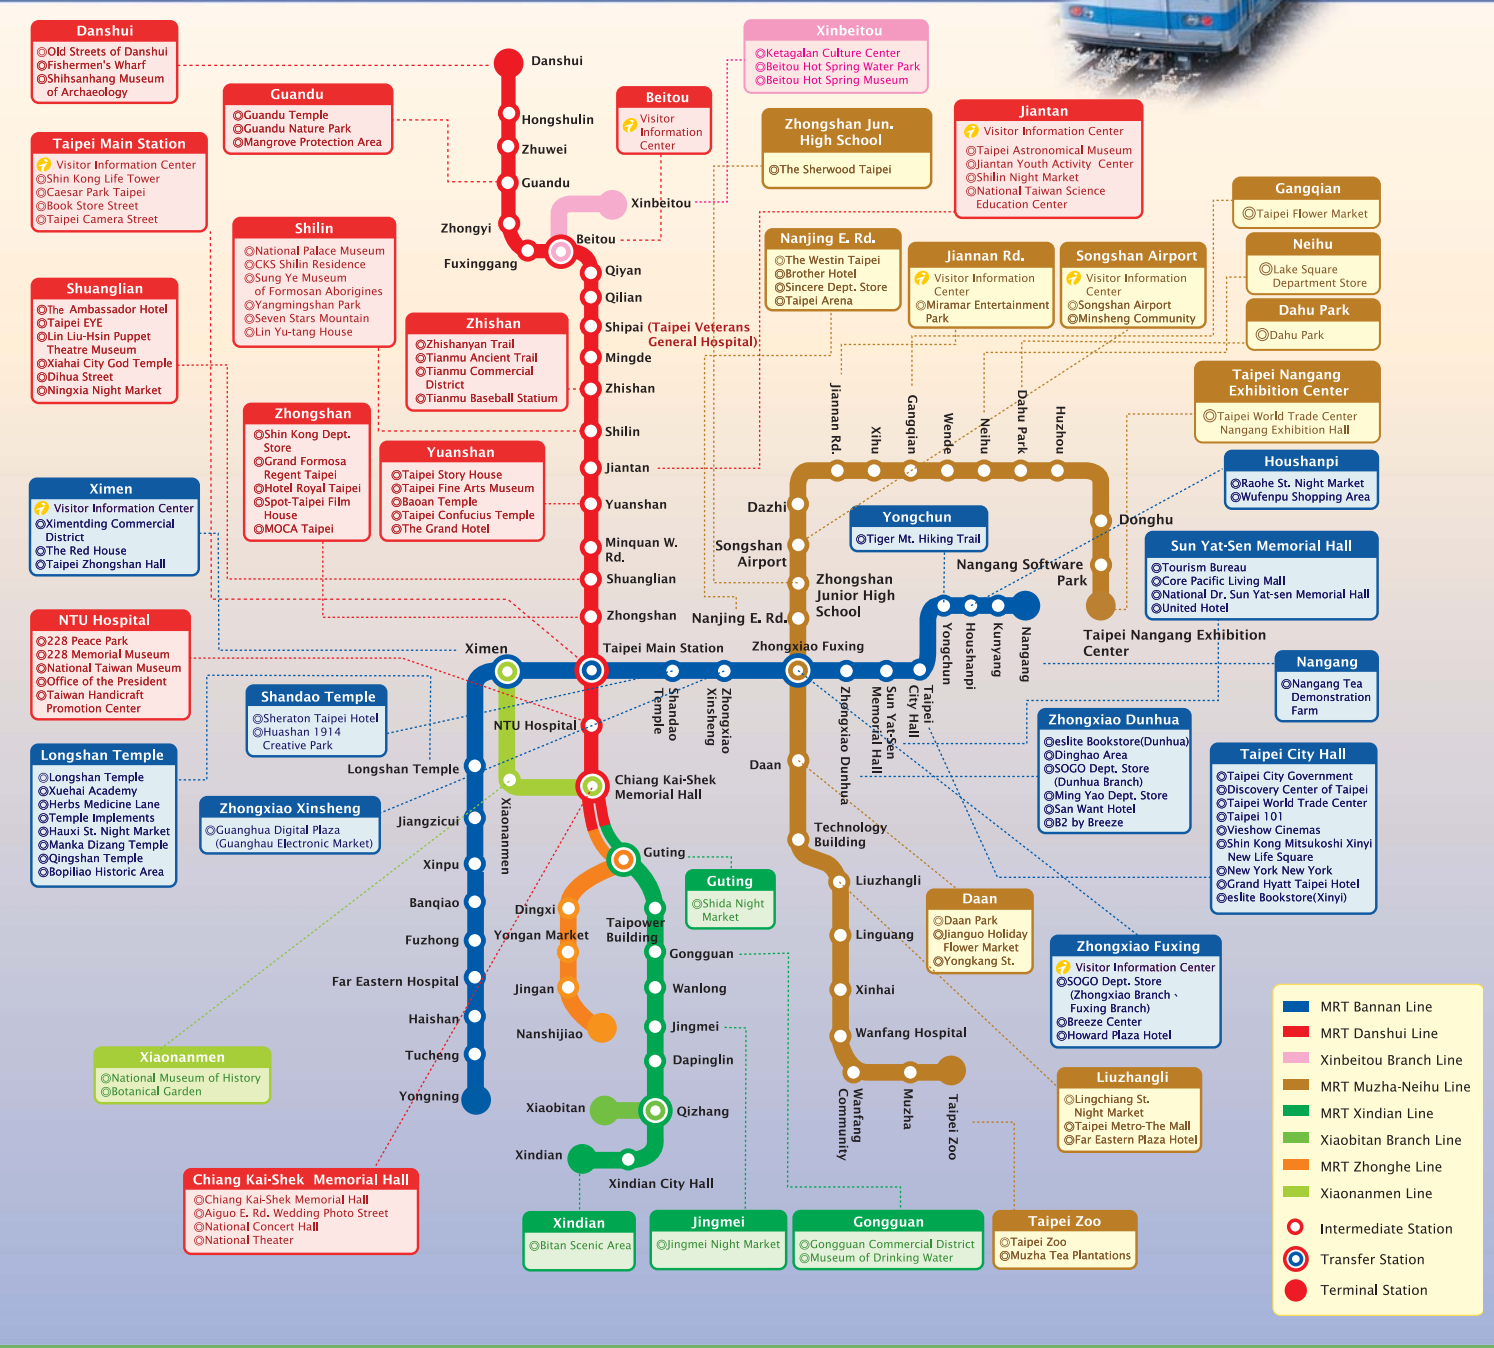 Danshui
◎Old Streets of Danshui
◎Fishermen's Wharf
◎Shihsanhang Museum
of Archaeology
Guandu
◎Guandu Temple
◎Guandu Nature Park
◎Mangrove Protection Area
Taipei Main Station
Visitor Information Center
◎Shin Kong Life Tower
◎Caesar Park Taipei
◎Book Store Street
◎Taipei Camera Street
Shilin
◎National Palace Museum
◎CKS Shilin Residence
◎Sung Ye Museum
of Formosan Aborigines
◎Yangmingshan Park
◎Seven Stars Mountain
◎Lin Yu-tang House
Shuanglian
◎The Ambassador Hotel
◎Taipei EYE
◎Lin Liu-Hsin Puppet
Theatre Museum
◎Xiahai City God Temple
◎Dihua Street
◎Ningxia Night Market
Zhishan
◎Zhishanyan Trail
◎Tianmu Ancient Trail
◎Tianmu Commercial
District
◎Tianmu Baseball Statium
Zhongshan
◎Shin Kong Dept.
Store
◎Grand Formosa
Regent Taipei
◎Hotel Royal Taipei
◎Spot-Taipei Film
House
◎MOCA Taipei
Yuanshan
◎Taipei Story House
◎Taipei Fine Arts Museum
◎Baoan Temple
◎Taipei Confucius Temple
◎The Grand Hotel
Ximen
Visitor Information Center
◎Ximentding Commercial
District
◎The Red House
◎Taipei Zhongshan Hall
NTU Hospital
◎228 Peace Park
◎228 Memorial Museum
◎National Taiwan Museum
◎Office of the President
◎Taiwan Handicraft
Promotion Center
Shandao Temple
◎Sheraton Taipei Hotel
◎Huashan 1914
Creative Park
Longshan Temple
◎Longshan Temple
◎Xuehai Academy
◎Herbs Medicine Lane
◎Temple Implements
◎Hauxi St. Night Market
◎Manka Dizang Temple
◎Qingshan Temple
◎Bopiliao Historic Area
Zhongxiao Xinsheng
◎Guanghua Digital Plaza
(Guanghau Electronic Market)
Xiaonanmen
◎National Museum of History
◎Botanical Garden
Chiang Kai-Shek Memorial Hall
◎Chiang Kai-Shek Memorial Hall
◎Aiguo E. Rd. Wedding Photo Street
◎National Concert Hall
◎National Theater
Xinbeitou
◎Ketagalan Culture Center
◎Beitou Hot Spring Water Park
◎Beitou Hot Spring Museum
Beitou
Visitor
Information
Center
Zhongshan Jun.
High School
◎The Sherwood Taipei
Jiantan
Visitor Information Center
◎Taipei Astronomical Museum
◎Jiantan Youth Activity Center
◎Shilin Night Market
◎National Taiwan Science
Education Center
Gangqian
◎Taipei Flower Market
Nanjing E. Rd.
◎The Westin Taipei
◎Brother Hotel
◎Sincere Dept. Store
◎Taipei Arena
Jiannan Rd.
Visitor Information
Center
◎Miramar Entertainment
Park
Songshan Airport
Visitor Information
Center
◎Songshan Airport
◎Minsheng Community
Neihu
◎Lake Square
Department Store
Dahu Park
◎Dahu Park
Taipei Nangang
Exhibition Center
◎Taipei World Trade Center
Nangang Exhibition Hall
Houshanpi
◎Raohe St. Night Market
◎Wufenpu Shopping Area
Yongchun
◎Tiger Mt. Hiking Trail
Sun Yat-Sen Memorial Hall
◎Tourism Bureau
◎Core Pacific Living Mall
◎National Dr. Sun Yat-sen Memorial Hall
◎United Hotel
Nangang
◎Nangang Tea
Demonstration
Farm
Zhongxiao Dunhua
◎eslite Bookstore(Dunhua)
◎Dinghao Area
◎SOGO Dept. Store
(Dunhua Branch)
◎Ming Yao Dept. Store
◎San Want Hotel
◎B2 by Breeze
Taipei City Hall
◎Taipei City Government
◎Discovery Center of Taipei
◎Taipei World Trade Center
◎Taipei 101
◎Vieshow Cinemas
◎Shin Kong Mitsukoshi Xinyi
New Life Square
◎New York New York
◎Grand Hyatt Taipei Hotel
◎eslite Bookstore(Xinyi)
Guting
◎Shida Night
Market
Daan
◎Daan Park
◎Jianguo Holiday
Flower Market
◎Yongkang St.
Zhongxiao Fuxing
Visitor Information Center
◎SOGO Dept. Store
(Zhongxiao Branch、
Fuxing Branch)
◎Breeze Center
◎Howard Plaza Hotel
Liuzhangli
◎Lingchiang St.
Night Market
◎Taipei Metro-The Mall
◎Far Eastern Plaza Hotel
Xindian
◎Bitan Scenic Area
Jingmei
◎Jingmei Night Market
Gongguan
◎Gongguan Commercial District
◎Museum of Drinking Water
Taipei Zoo
◎Taipei Zoo
◎Muzha Tea Plantations
Danshui
Hongshulin
Zhuwei
Guandu
Zhongyi
Fuxinggang
Xinbeitou
Beitou
Qiyan
Qilian
Shipai (Taipei Veterans
General Hospital)
Mingde
Zhishan
Shilin
Jiantan
Yuanshan
Minquan W.
Rd.
Shuanglian
Zhongshan
Taipei Main Station
NTU Hospital
Chiang Kai-Shek
Memorial Hall
Guting
Dingxi
Yongan Market
Jingan
Nanshijiao
Taipower
Building
Gongguan
Wanlong
Jingmei
Dapinglin
Qizhang
Xiaobitan
Xindian City Hall
Xindian
Ximen
Xiaonanmen
Longshan Temple
Jiangzicui
Xinpu
Banqiao
Fuzhong
Far Eastern Hospital
Haishan
Tucheng
Yongning
Shandao
Temple
Zhongxiao
Xinsheng
Zhongxiao Fuxing
Zhongxiao Dunhua
Sun Yat-Sen
Memorial Hall
Taipei
City Hall
Yongchun
Houshanpi
Kunyang
Nangang
Jiannan Rd.
Xihu
Gangqian
Wende
Neihu
Dahu Park
Huzhou
Donghu
Nangang Software
Park
Taipei Nangang Exhibition
Center
Dazhi
Songshan
Airport
Zhongshan
Junior High
School
Nanjing E. Rd.
Daan
Technology
Building
Liuzhangli
Linguang
Xinhai
Wanfang Hospital
Wanfang
Community
Muzha
Taipei Zoo
MRT Bannan Line
MRT Danshui Line
Xinbeitou Branch Line
MRT Muzha-Neihu Line
MRT Xindian Line
Xiaobitan Branch Line
MRT Zhonghe Line
Xiaonanmen Line
Intermediate Station
Transfer Station
Terminal Station